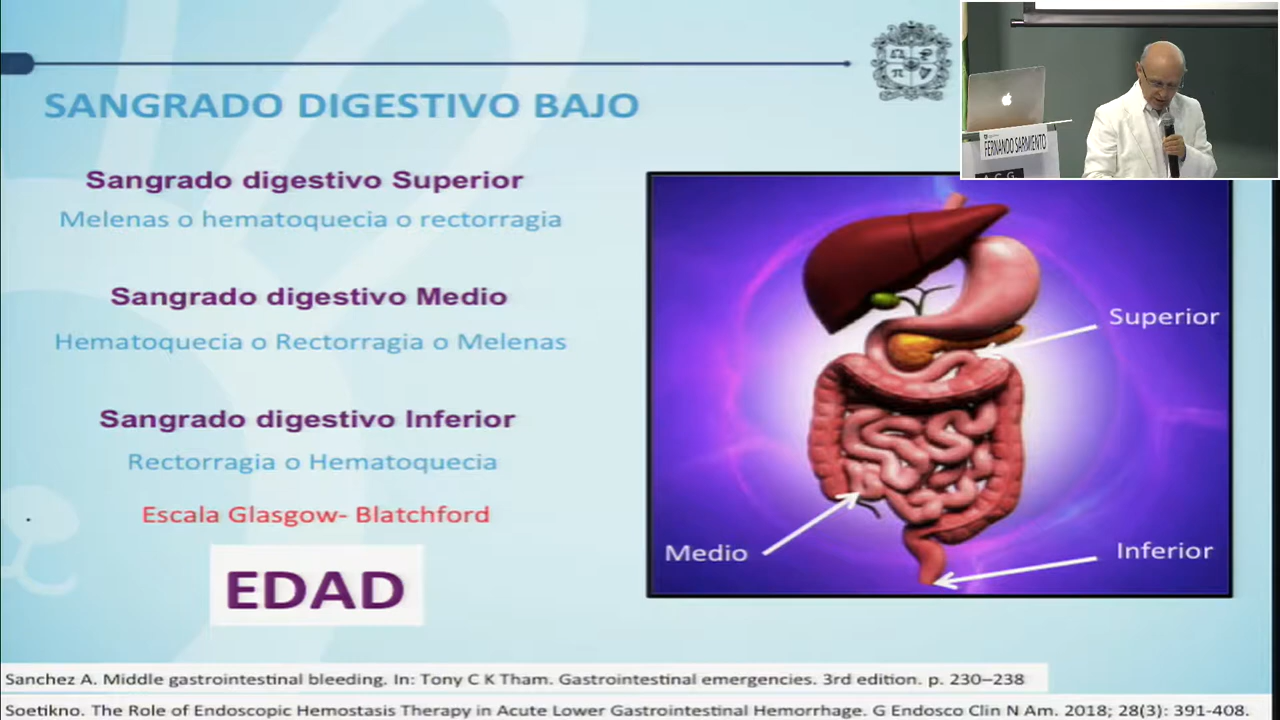 SANGRADO DIGESTIVO BAJO
Sangrado digestivo Superior
Melenas o hematoquecia o rectorragia
Sangrado digestivo Medio
Hematoquecia o Rectorragia o Melenas
Sangrado digestivo Inferior
Rectorragia o Hematoquecia
Escala Glasgow- Blatchford
EDAD
Superior
Medio
Inferior
FERNANDO SARMIENTO
Sanchez A. Middle gastrointestinal bleeding. In: Tony C K Tham. Gastrointestinal emergencies. 3rd edition. p. 230–238
Soetikno. The Role of Endoscopic Hemostasis Therapy in Acute Lower Gastrointestinal Hemorrhage. G Endosco Clin N Am. 2018; 28(3): 391-408.